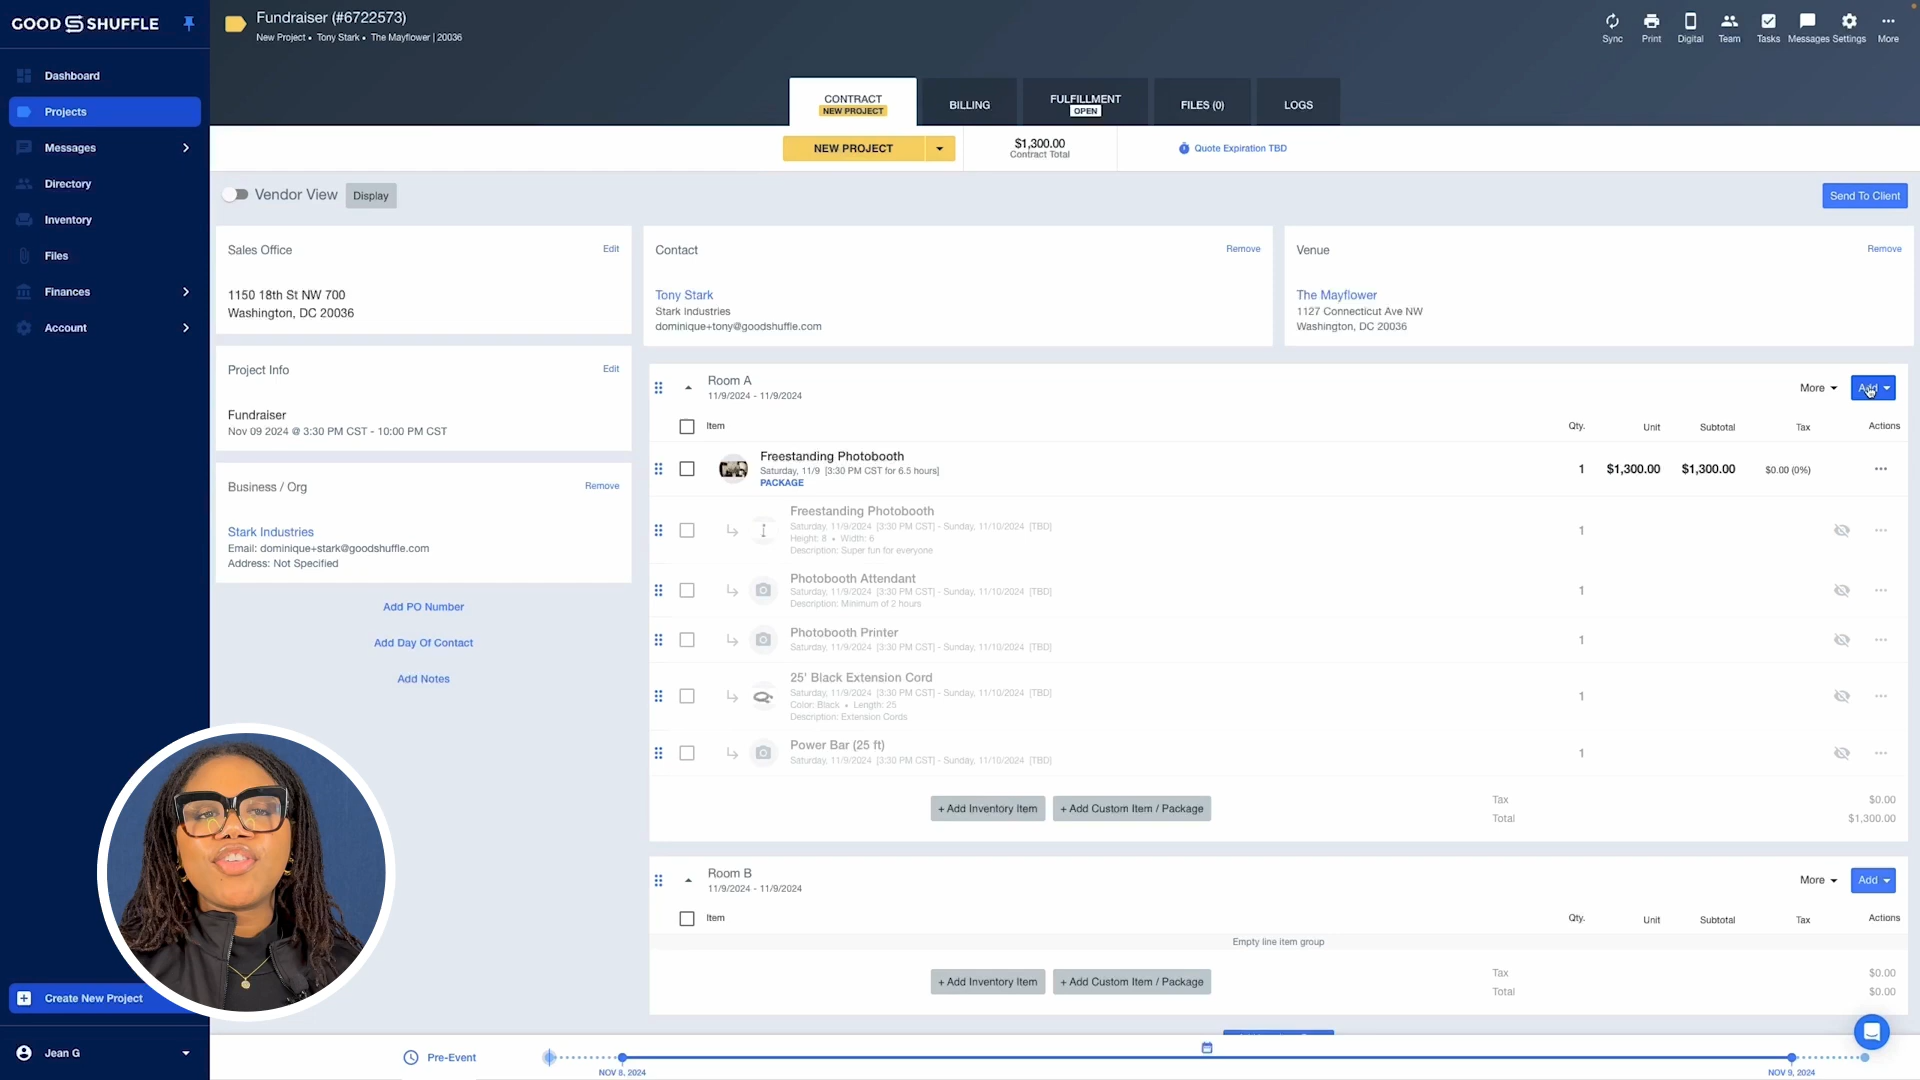 GOOD SHUFFLE
Fundraiser (#6722573)
New Project • Tony Stark • The Mayflower | 20036
Sync
Print
Digital
Team
Tasks
Messages
Settings
More
Dashboard
Projects
Messages
Directory
Inventory
Files
Finances
Account
CONTRACT
NEW PROJECT
BILLING
FULFILLMENT
OPEN
FILES (0)
LOGS
NEW PROJECT
$1,300.00
Contract Total
Quote Expiration TBD
Vendor View
Display
Send To Client
Sales Office
Edit
1150 18th St NW 700
Washington, DC 20036
Contact
Remove
Tony Stark
Stark Industries
dominique+tony@goodshuffle.com
Venue
Remove
The Mayflower
1127 Connecticut Ave NW
Washington, DC 20036
Project Info
Edit
Fundraiser
Nov 09 2024 @ 3:30 PM CST - 10:00 PM CST
Business / Org
Remove
Stark Industries
Email: dominique+stark@goodshuffle.com
Address: Not Specified
Add PO Number
Add Day Of Contact
Add Notes
Room A
11/9/2024 - 11/9/2024
More
Add
Item
Qty.
Unit
Subtotal
Tax
Actions
Freestanding Photobooth
Saturday, 11/9 [3:30 PM CST for 6.5 hours]
PACKAGE
1
$1,300.00
$1,300.00
$0.00 (0%)
Freestanding Photobooth
Saturday, 11/9/2024 [3:30 PM CST] - Sunday, 11/10/2024 [TBD]
Height: 8 • Width: 6
Description: Super fun for everyone
1
Photobooth Attendant
Saturday, 11/9/2024 [3:30 PM CST] - Sunday, 11/10/2024 [TBD]
Description: Minimum of 2 hours
1
Photobooth Printer
Saturday, 11/9/2024 [3:30 PM CST] - Sunday, 11/10/2024 [TBD]
1
25' Black Extension Cord
Saturday, 11/9/2024 [3:30 PM CST] - Sunday, 11/10/2024 [TBD]
Color: Black • Length: 25
Description: Extension Cords
1
Power Bar (25 ft)
Saturday, 11/9/2024 [3:30 PM CST] - Sunday, 11/10/2024 [TBD]
1
+ Add Inventory Item
+ Add Custom Item / Package
Tax
$0.00
Total
$1,300.00
Room B
11/9/2024 - 11/9/2024
More
Add
Item
Qty.
Unit
Subtotal
Tax
Actions
Empty line item group
+ Add Inventory Item
+ Add Custom Item / Package
Tax
$0.00
Total
$0.00
Create New Project
Jean G
Pre-Event
NOV 8, 2024
NOV 9, 2024